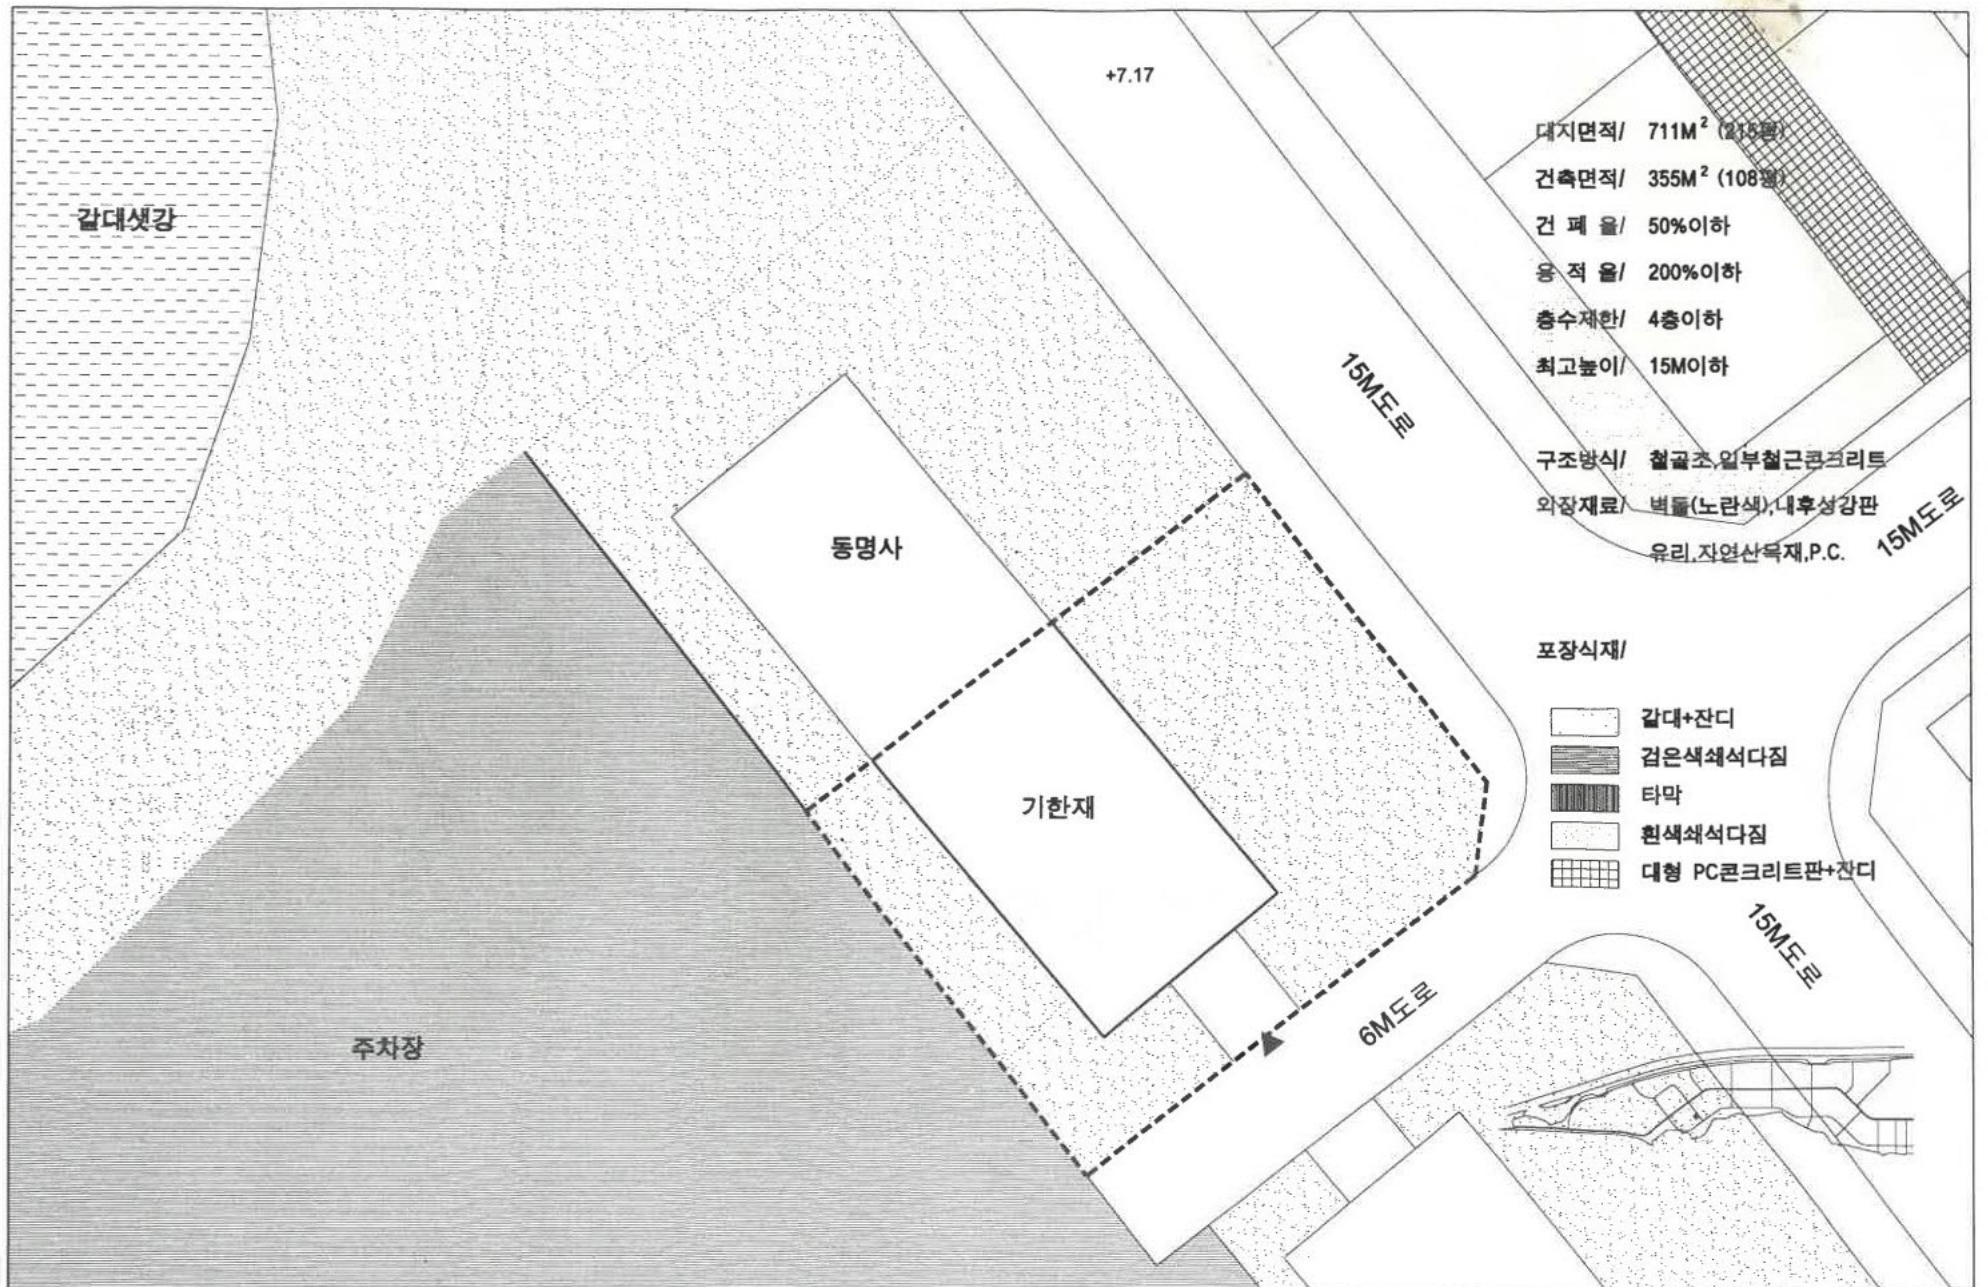 +7.17
대지면적/ 711M² (215평)
건축면적/ 355M² (108평)
건 폐 율/ 50%이하
용 적 율/ 200%이하
층수제한/ 4층이하
최고높이/ 15M이하
구조방식/ 철골조,일부철근콘크리트
외장재료/ 벽돌(노란색),내후성강판
유리,자연산목재,P.C.
포장식재/
갈대+잔디
검은색쇄석다짐
타막
흰색쇄석다짐
대형 PC콘크리트판+잔디
갈대샛강
15M도로
15M도로
동명사
기한재
15M도로
6M도로
주차장